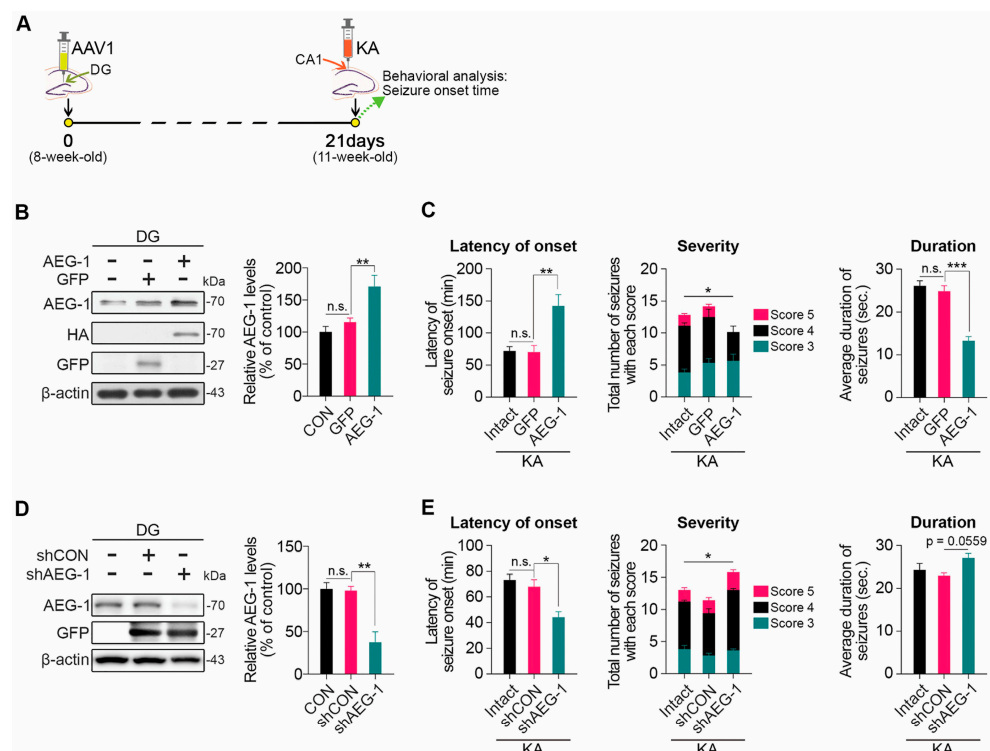 A
AAV1
DG
KA
CA1
Behavioral analysis:
Seizure onset time
0
(8-week-old)
21days
(11-week-old)
B
DG
AEG-1 - - +
GFP - + - kDa
AEG-1 -70
HA -70
GFP -27
β-actin -43
Relative AEG-1 levels
(% of control)
200
150
100
50
0
n.s.
**
CON
GFP
AEG-1
C
Latency of onset
Latency of
seizure onset (min)
200
150
100
50
0
n.s.
**
Intact
GFP
AEG-1
KA
Severity
Total number of seizures
with each score
20
15
10
5
0
*
Score 5
Score 4
Score 3
Intact
GFP
AEG-1
KA
Duration
Average duration of
seizures (sec.)
30
20
10
0
n.s.
***
Intact
GFP
AEG-1
KA
D
DG
shCON - + -
shAEG-1 - - + kDa
AEG-1 -70
GFP -27
β-actin -43
Relative AEG-1 levels
(% of control)
150
100
50
0
n.s.
**
CON
shCON
shAEG-1
E
Latency of onset
Latency of
seizure onset (min)
100
80
60
40
20
0
n.s.
*
Intact
shCON
shAEG-1
KA
Severity
Total number of seizures
with each score
20
15
10
5
0
*
Score 5
Score 4
Score 3
Intact
shCON
shAEG-1
KA
Duration
Average duration of
seizures (sec.)
30
20
10
0
p = 0.0559
Intact
shCON
shAEG-1
KA